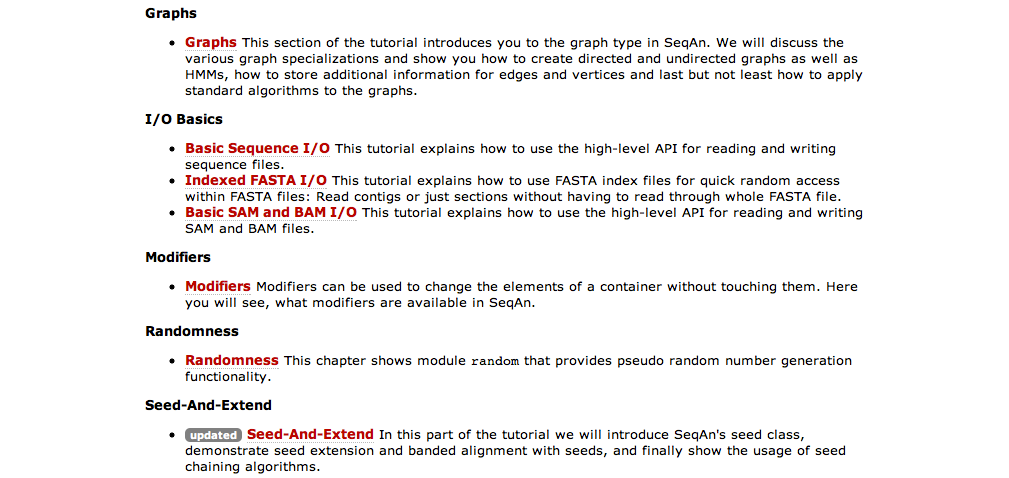 Graphs
• Graphs This section of the tutorial introduces you to the graph type in SeqAn. We will discuss the
various graph specializations and show you how to create directed and undirected graphs as well as
HMMs, how to store additional information for edges and vertices and last but not least how to apply
standard algorithms to the graphs.
I/O Basics
• Basic Sequence I/O This tutorial explains how to use the high-level API for reading and writing
sequence files.
• Indexed FASTA I/O This tutorial explains how to use FASTA index files for quick random access
within FASTA files: Read contigs or just sections without having to read through whole FASTA file.
• Basic SAM and BAM I/O This tutorial explains how to use the high-level API for reading and writing
SAM and BAM files.
Modifiers
• Modifiers Modifiers can be used to change the elements of a container without touching them. Here
you will see, what modifiers are available in SeqAn.
Randomness
• Randomness This chapter shows module random that provides pseudo random number generation
functionality.
Seed-And-Extend
• updated Seed-And-Extend In this part of the tutorial we will introduce SeqAn's seed class,
demonstrate seed extension and banded alignment with seeds, and finally show the usage of seed
chaining algorithms.